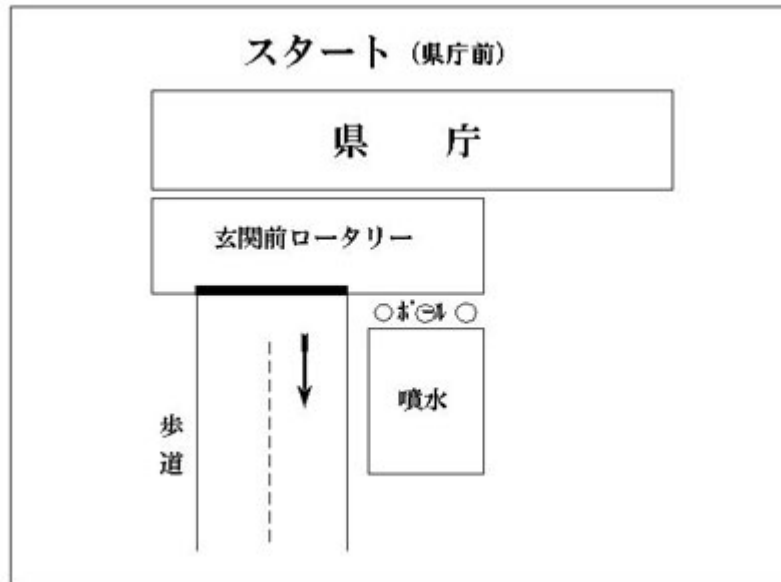 スタート（県庁前）
県　庁
玄関前ロータリー
ポール
噴水
歩道